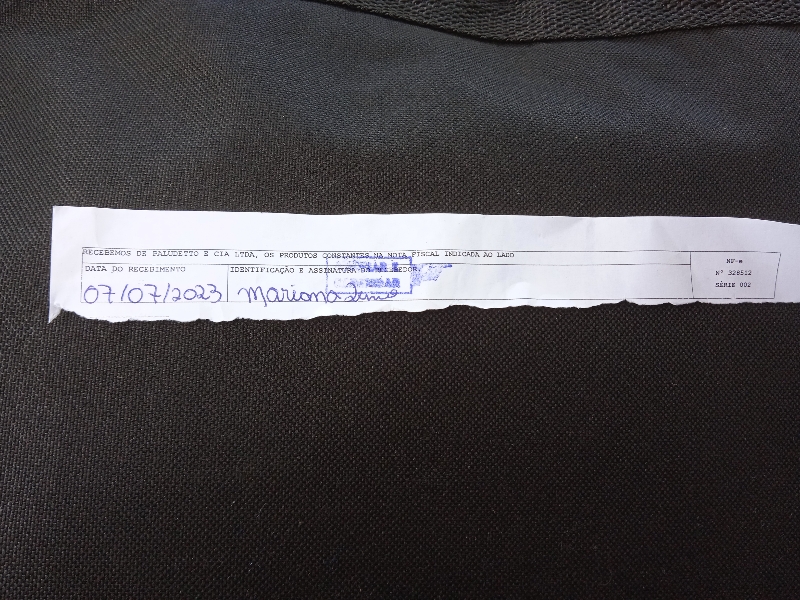 RECEBEMOS DE PALUDETTO E CIA LTDA, OS PRODUTOS CONSTANTES NA NOTA FISCAL INDICADA AO LADO
DATA DO RECEBIMENTO
IDENTIFICAÇÃO E ASSINATURA DO RECEBEDOR
07/07/2023
Mariana
NF-e
Nº 328512
SÉRIE 002